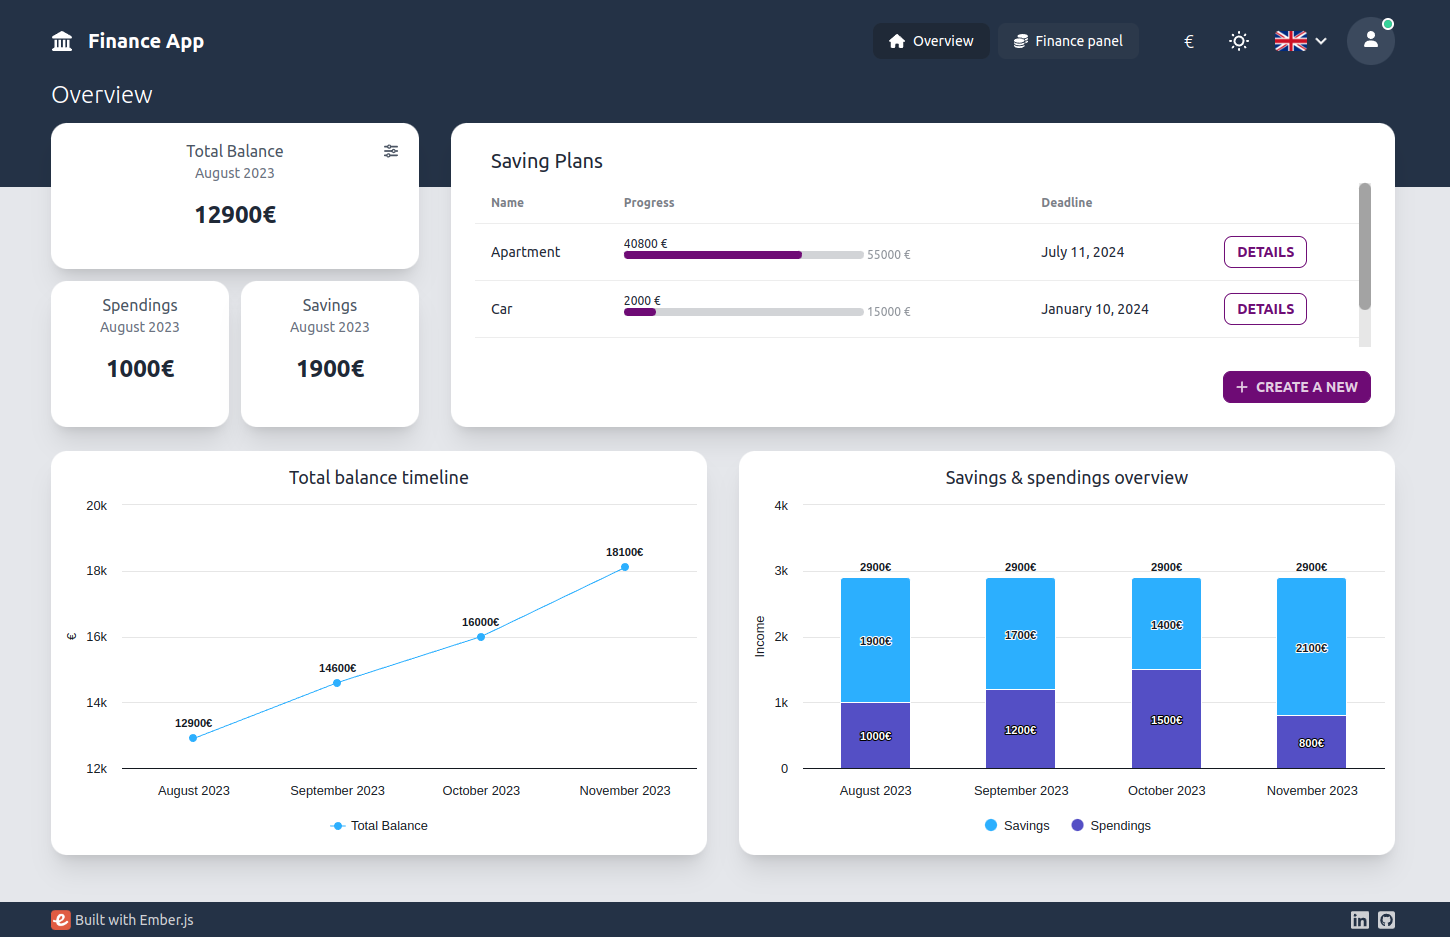 Finance App
Overview
Finance panel
€
Overview
Total Balance
August 2023
12900€
Spendings
August 2023
1000€
Savings
August 2023
1900€
Saving Plans
Name Progress Deadline
40800 €
Apartment 55000 € July 11, 2024 DETAILS
2000 €
Car 15000 € January 10, 2024 DETAILS
+ CREATE A NEW
Total balance timeline
20k
18k
16k
14k
12k
€
12900€
14600€
16000€
18100€
August 2023 September 2023 October 2023 November 2023
Total Balance
Savings & spendings overview
4k
3k
2k
1k
0
Income
2900€ 2900€ 2900€ 2900€
1900€ 1700€ 1400€ 2100€
1000€ 1200€ 1500€ 800€
August 2023 September 2023 October 2023 November 2023
Savings Spendings
Built with Ember.js
in